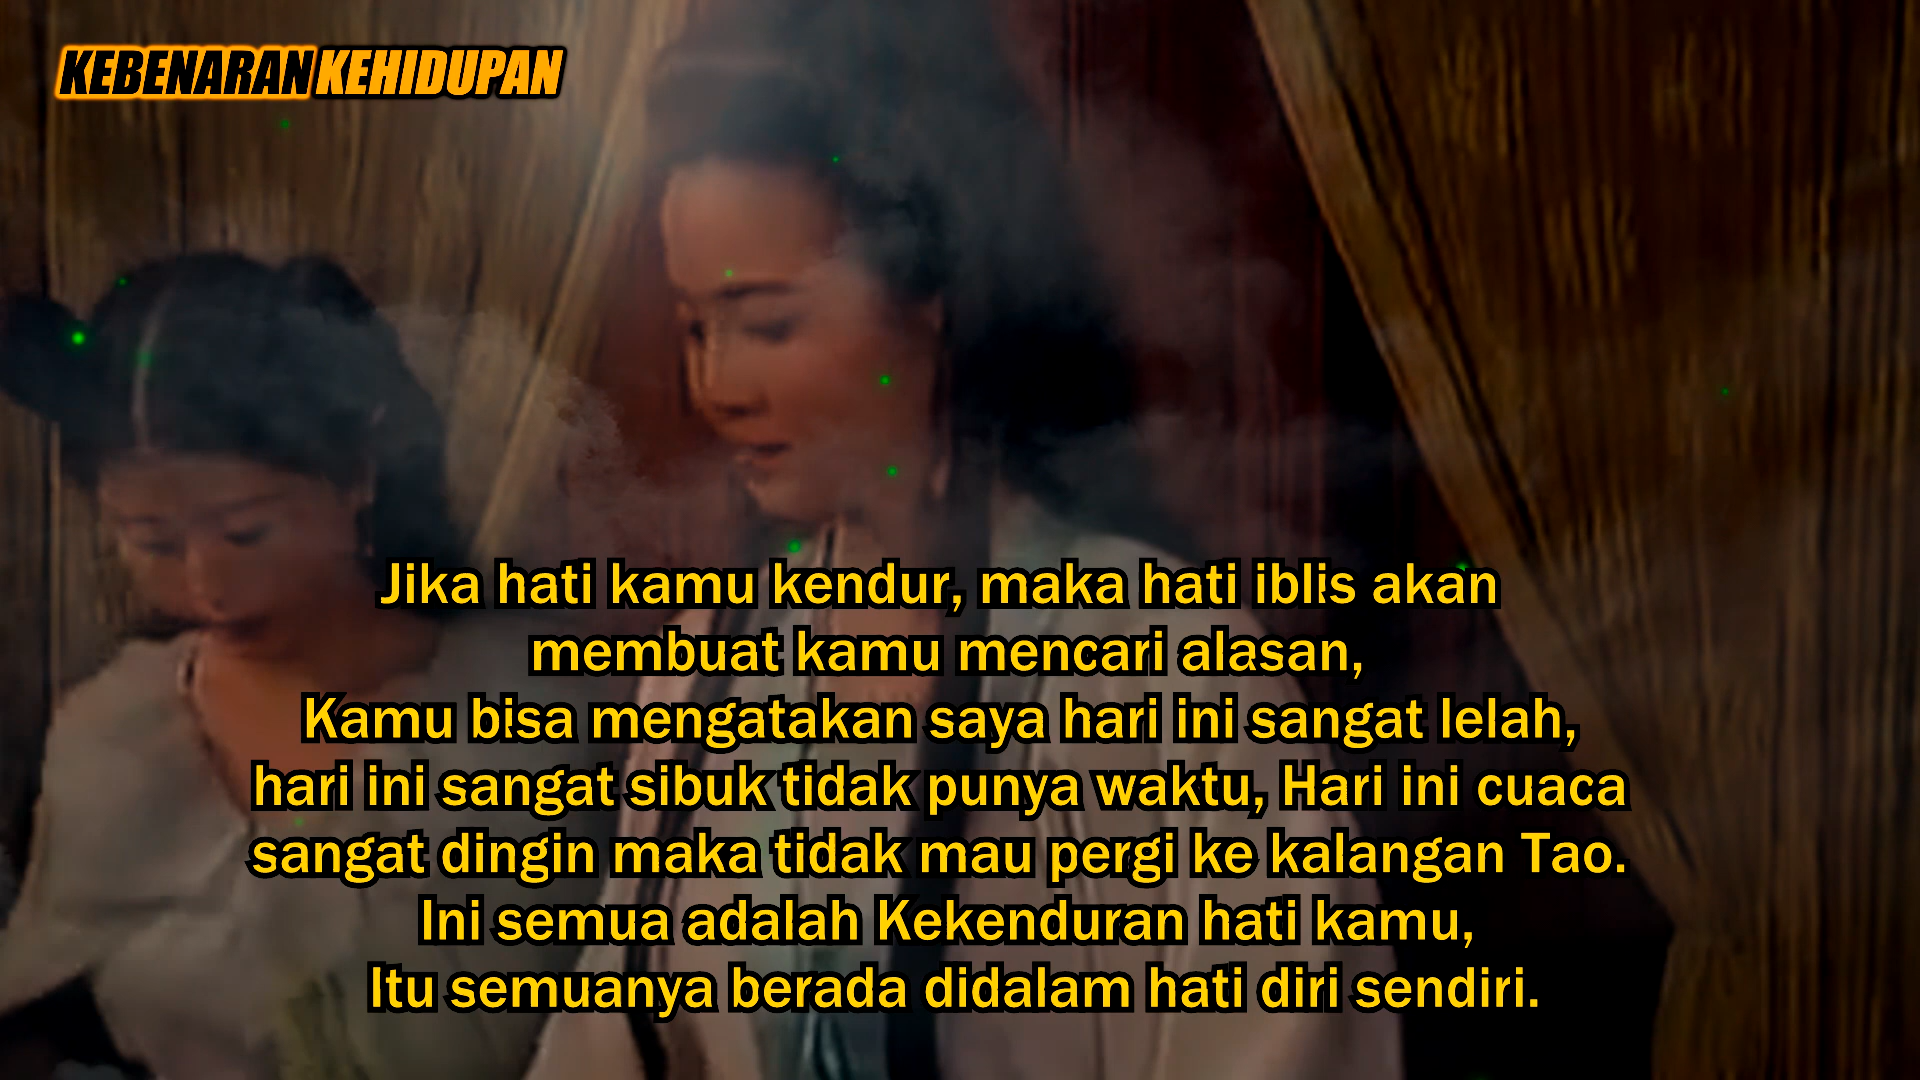 KEBENARAN KEHIDUPAN
Jika hati kamu kendur, maka hati iblis akan
membuat kamu mencari alasan,
Kamu bisa mengatakan saya hari ini sangat lelah,
hari ini sangat sibuk tidak punya waktu, Hari ini cuaca
sangat dingin maka tidak mau pergi ke kalangan Tao.
Ini semua adalah Kekenduran hati kamu,
Itu semuanya berada didalam hati diri sendiri.